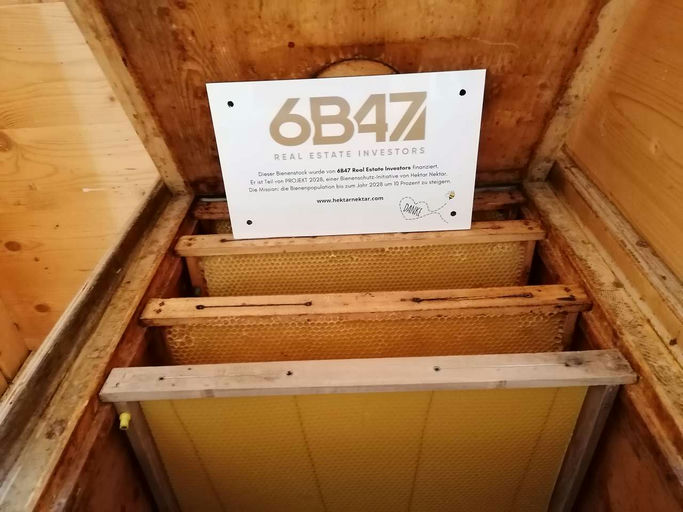 6B47
REAL ESTATE INVESTORS
Dieser Bienenstock wurde von 6B47 Real Estate Investors finanziert.
Er ist Teil von PROJEKT 2028, einer Bienenschutz-Initiative von Hektar Nektar.
Die Mission: die Bienenpopulation bis zum Jahr 2028 um 10 Prozent zu steigern.
www.hektarnektar.com
DANKE